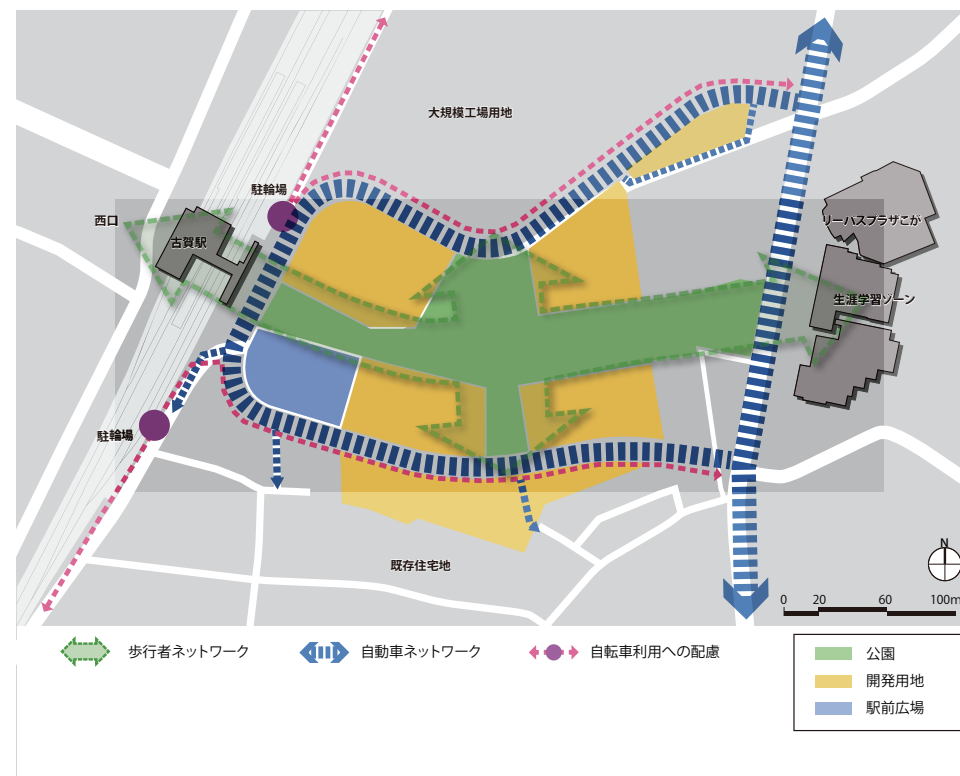 大規模工場用地
駐輪場
西口
古賀駅
リーパスプラザこが
生涯学習ゾーン
駐輪場
既存住宅地
N
0 20 60 100m
歩行者ネットワーク
自動車ネットワーク
自転車利用への配慮
公園
開発用地
駅前広場